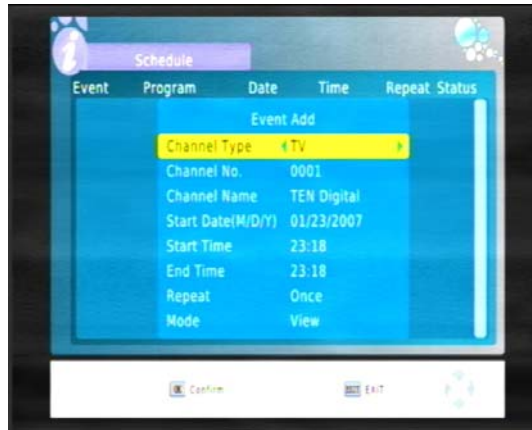 Schedule
Event Program Date Time Repeat Status
Event Add
Channel Type TV
Channel No. 0001
Channel Name TEN Digital
Start Date(M/D/Y) 01/23/2007
Start Time 23:18
End Time 23:18
Repeat Once
Mode View
OK Confirm EXIT EXIT